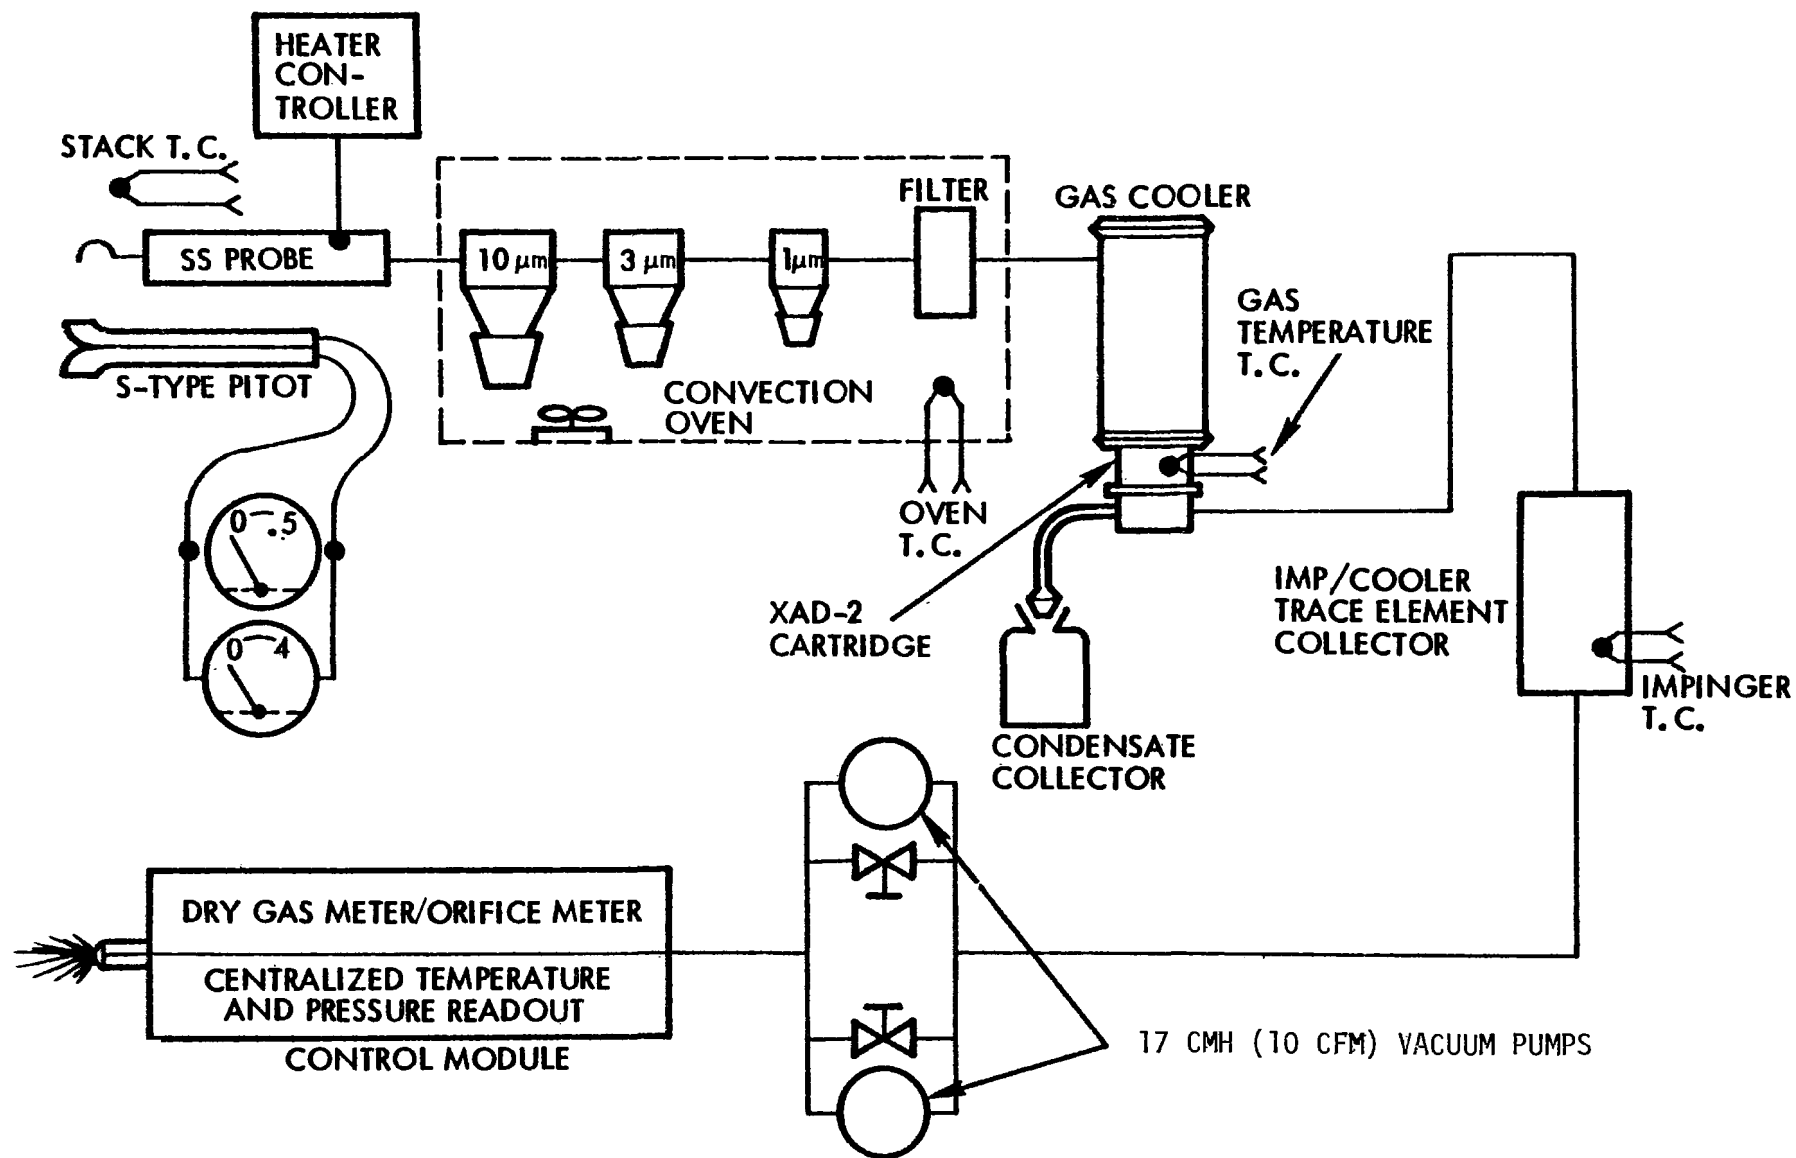 HEATER
CON-
TROLLER
STACK T.C.
SS PROBE
S-TYPE PITOT
10 μm
3 μm
1μm
FILTER
CONVECTION
OVEN
OVEN
T.C.
GAS COOLER
GAS
TEMPERATURE
T.C.
XAD-2
CARTRIDGE
CONDENSATE
COLLECTOR
IMP/COOLER
TRACE ELEMENT
COLLECTOR
IMPINGER
T.C.
0 .5
0 4
DRY GAS METER/ORIFICE METER
CENTRALIZED TEMPERATURE
AND PRESSURE READOUT
CONTROL MODULE
17 CMH (10 CFM) VACUUM PUMPS